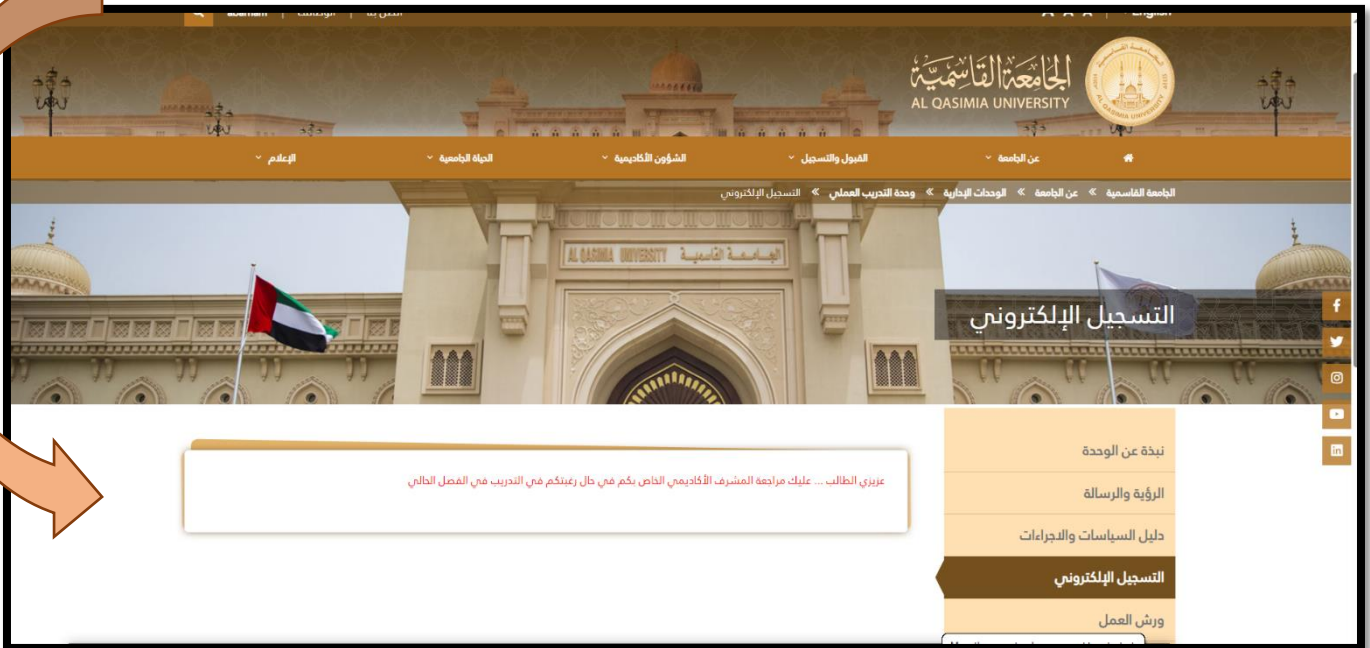 English
اتصل بنا | الوظائف |
الجامعة القاسمية
AL QASIMIA UNIVERSITY
عن الجامعة
القبول والتسجيل
الشؤون الأكاديمية
الحياة الجامعية
الإعلام
الجامعة القاسمية » عن الجامعة » الوحدات الإدارية » وحدة التدريب العملي » التسجيل الإلكتروني
AL QASIMIA UNIVERSITY الجامعة القاسمية
التسجيل الإلكتروني
نبذة عن الوحدة
الرؤية والرسالة
دليل السياسات والاجراءات
التسجيل الإلكتروني
ورش العمل
عزيزي الطالب ... عليك مراجعة المشرف الأكاديمي الخاص بكم في حال رغبتكم في التدريب في الفصل الحالي